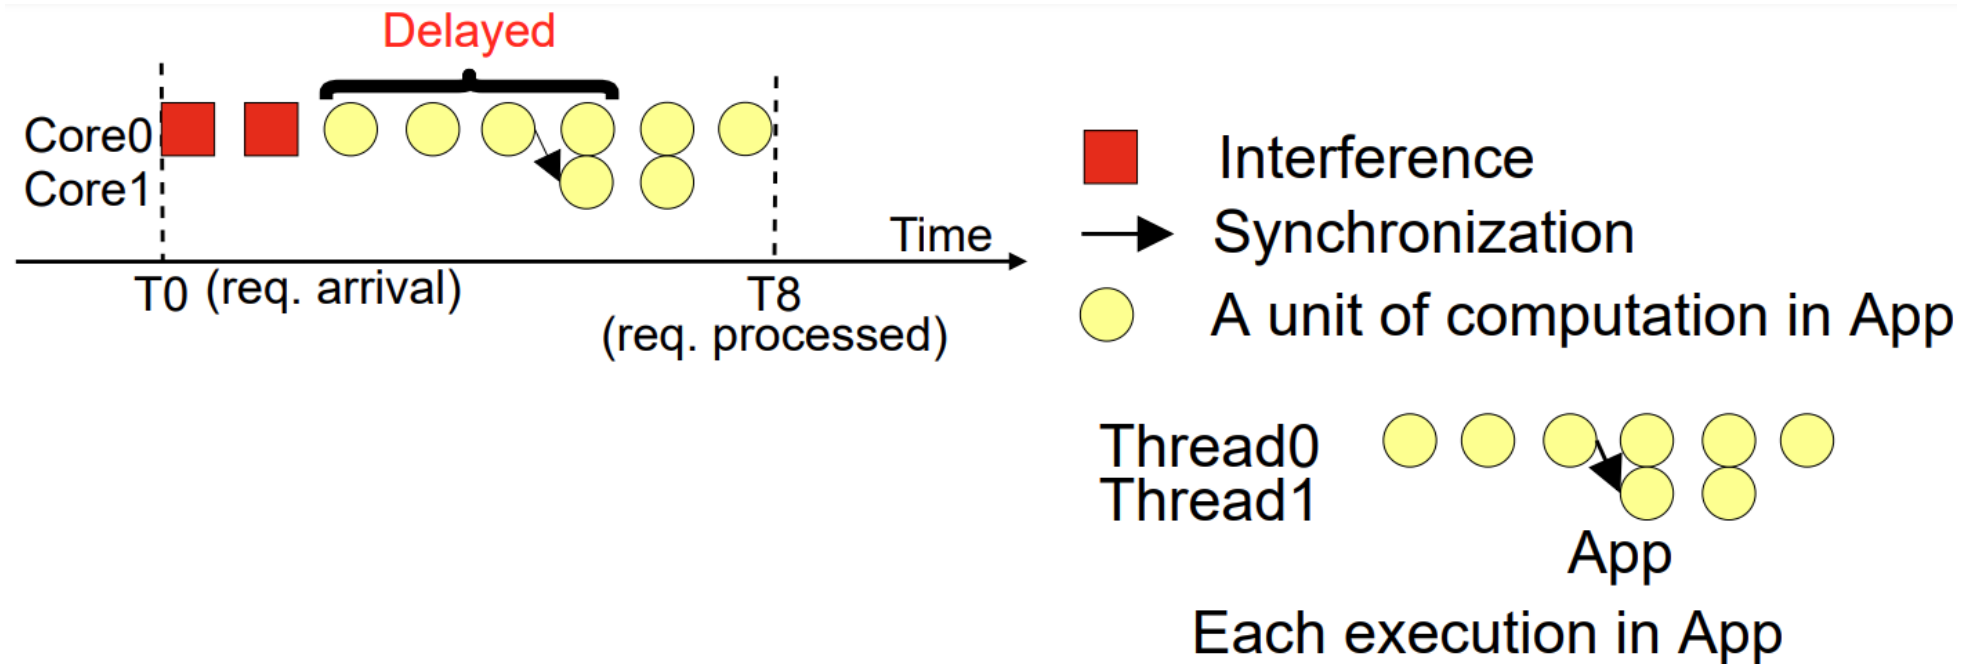 Delayed
Core0
Core1
Time
T0 (req. arrival)
T8
(req. processed)
Interference
Synchronization
A unit of computation in App
Thread0
Thread1
App
Each execution in App